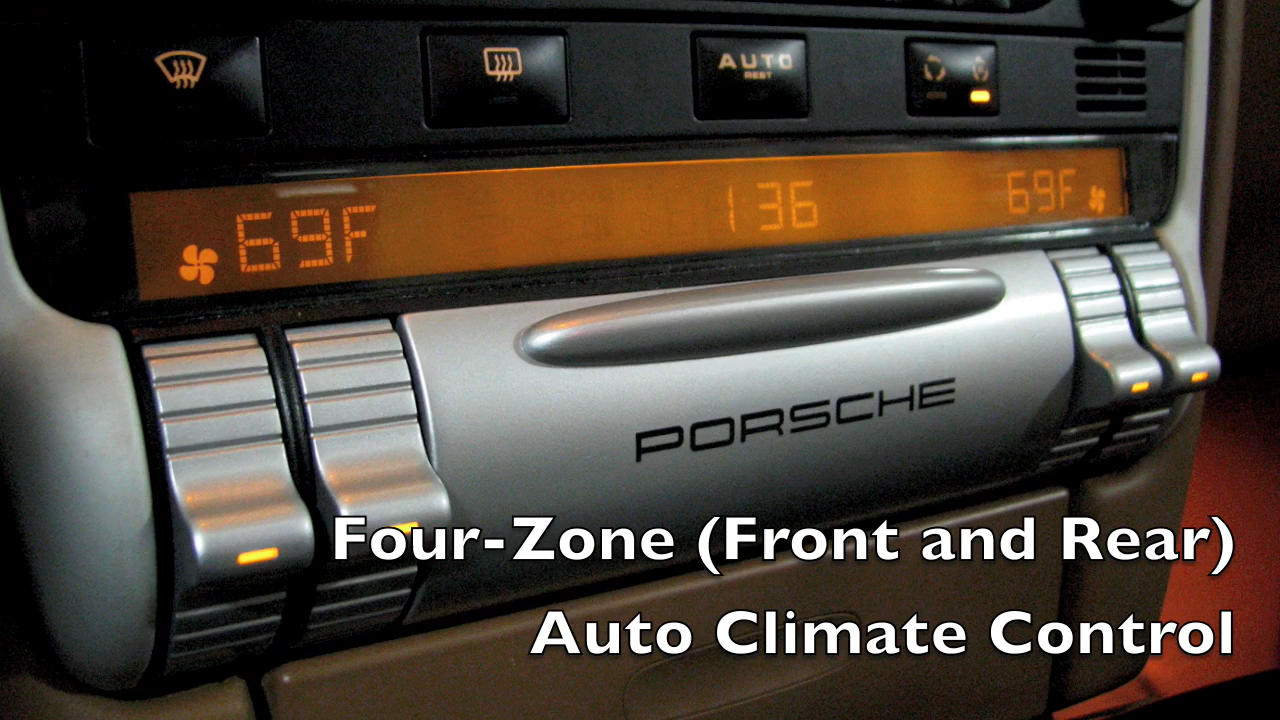 AUTO
REST
69F 136 69F
PORSCHE
Four-Zone (Front and Rear)
Auto Climate Control